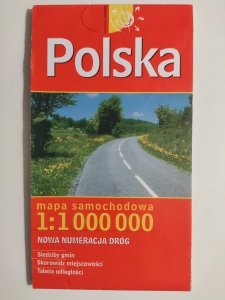 Polska
mapa samochodowa
1:1 000 000
NOWA NUMERACJA DRÓG
Siedziby gmin
Skorowidz miejscowości
Tabela odległości